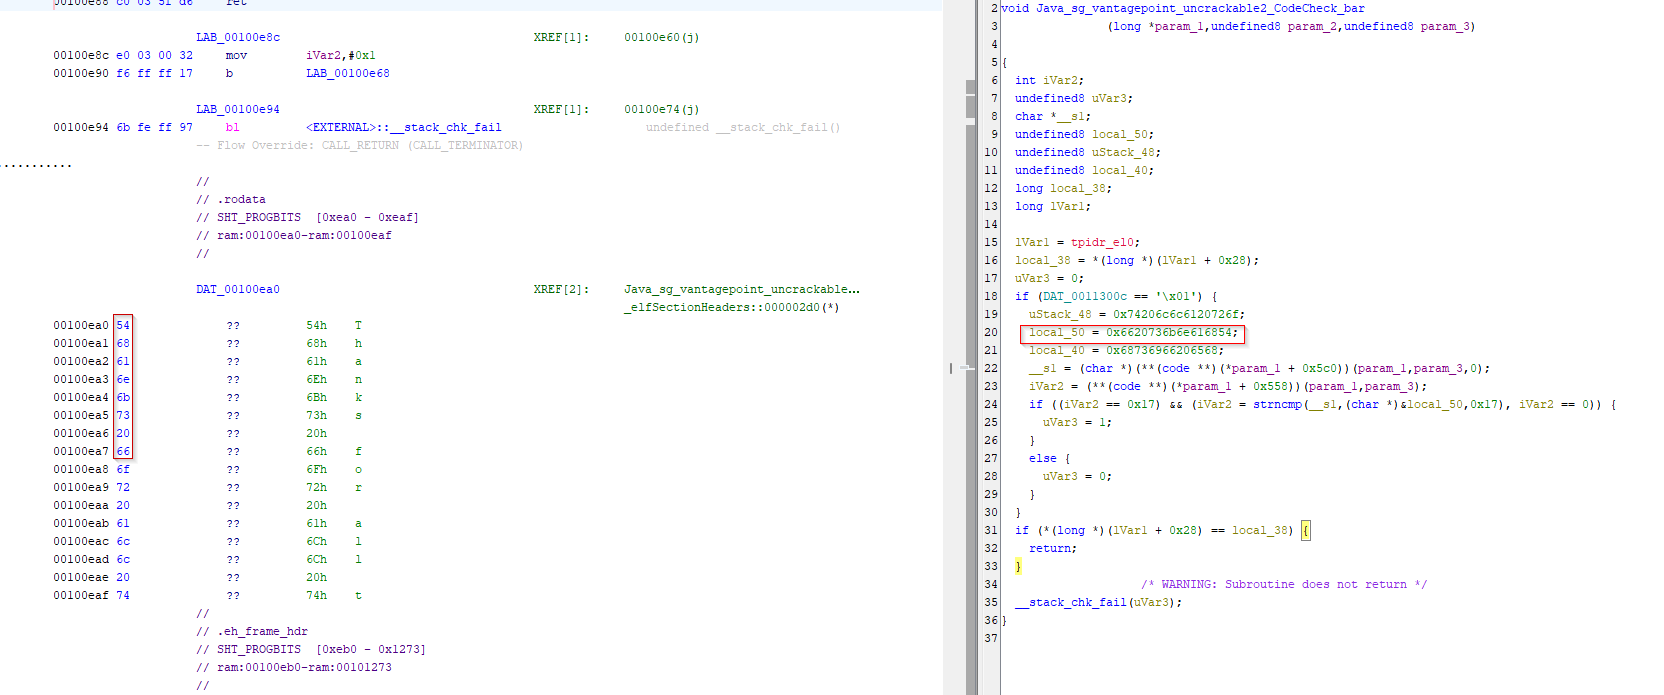 00100e88 c0 03 5f d6 ret
LAB_00100e8c XREF[1]: 00100e60(j)
00100e8c e0 03 00 32 mov iVar2,#0x1
00100e90 f6 ff ff 17 b LAB_00100e68
LAB_00100e94 XREF[1]: 00100e74(j)
00100e94 6b fe ff 97 bl <EXTERNAL>::__stack_chk_fail undefined __stack_chk_fail()
-- Flow Override: CALL_RETURN (CALL_TERMINATOR)
//
// .rodata
// SHT_PROGBITS [0xea0 - 0xeaf]
// ram:00100ea0-ram:00100eaf
//
DAT_00100ea0 XREF[2]: Java_sg_vantagepoint_uncrackable...
_elfSectionHeaders::000002d0(*)
00100ea0 54 ?? 54h T
00100ea1 68 ?? 68h h
00100ea2 61 ?? 61h a
00100ea3 6e ?? 6Eh n
00100ea4 6b ?? 6Bh k
00100ea5 73 ?? 73h s
00100ea6 20 ?? 20h
00100ea7 66 ?? 66h f
00100ea8 6f ?? 6Fh o
00100ea9 72 ?? 72h r
00100eaa 20 ?? 20h
00100eab 61 ?? 61h a
00100eac 6c ?? 6Ch l
00100ead 6c ?? 6Ch l
00100eae 20 ?? 20h
00100eaf 74 ?? 74h t
//
// .eh_frame_hdr
// SHT_PROGBITS [0xeb0 - 0x1273]
// ram:00100eb0-ram:00101273
//
2 void Java_sg_vantagepoint_uncrackable2_CodeCheck_bar
3 (long *param_1,undefined8 param_2,undefined8 param_3)
4
5 {
6 int iVar2;
7 undefined8 uVar3;
8 char *__s1;
9 undefined8 local_50;
10 undefined8 uStack_48;
11 undefined8 local_40;
12 long local_38;
13 long lVar1;
14
15 lVar1 = tpidr_el0;
16 local_38 = *(long *)(lVar1 + 0x28);
17 uVar3 = 0;
18 if (DAT_0011300c == '\x01') {
19 uStack_48 = 0x74206c6c6120726f;
20 local_50 = 0x6620736b6e616854;
21 local_40 = 0x68736966206568;
22 __s1 = (char *)(**(code **)(*param_1 + 0x5c0))(param_1,param_3,0);
23 iVar2 = (**(code **)(*param_1 + 0x558))(param_1,param_3);
24 if ((iVar2 == 0x17) && (iVar2 = strncmp(__s1,(char *)&local_50,0x17), iVar2 == 0)) {
25 uVar3 = 1;
26 }
27 else {
28 uVar3 = 0;
29 }
30 }
31 if (*(long *)(lVar1 + 0x28) == local_38) {
32 return;
33 }
34 /* WARNING: Subroutine does not return */
35 __stack_chk_fail(uVar3);
36 }
37